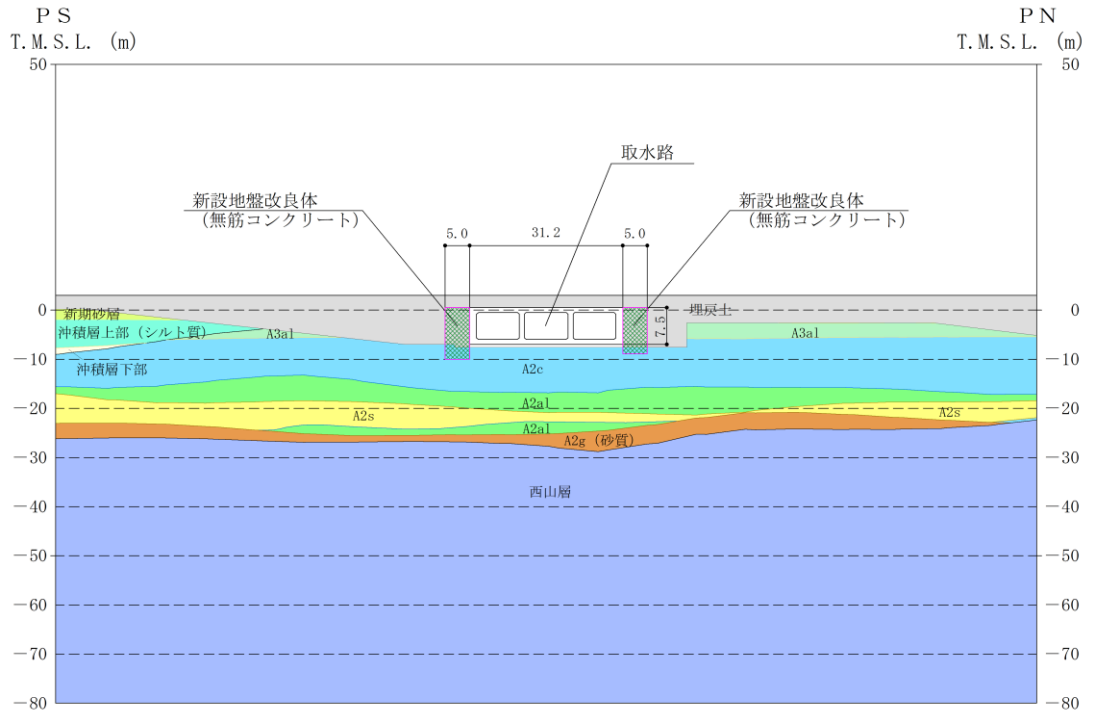 PS
PN
T.M.S.L. (m)
T.M.S.L. (m)
50
50
取水路
新設地盤改良体
(無筋コンクリート)
新設地盤改良体
(無筋コンクリート)
5.0
31.2
5.0
0
新期砂層
埋戻土
0
沖積層上部(シルト質)
A3al
7.5
A3al
-10
沖積層下部
A2c
-10
A2al
-20
A2s
A2s
-20
A2al
A2g(砂質)
-30
-30
西山層
-40
-40
-50
-50
-60
-60
-70
-70
-80
-80